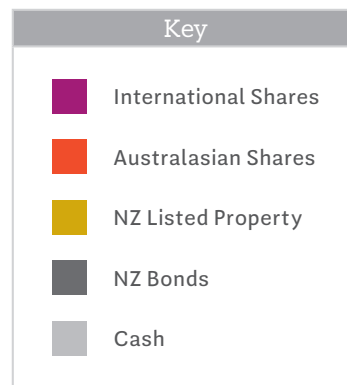 Key
International Shares
Australasian Shares
NZ Listed Property
NZ Bonds
Cash